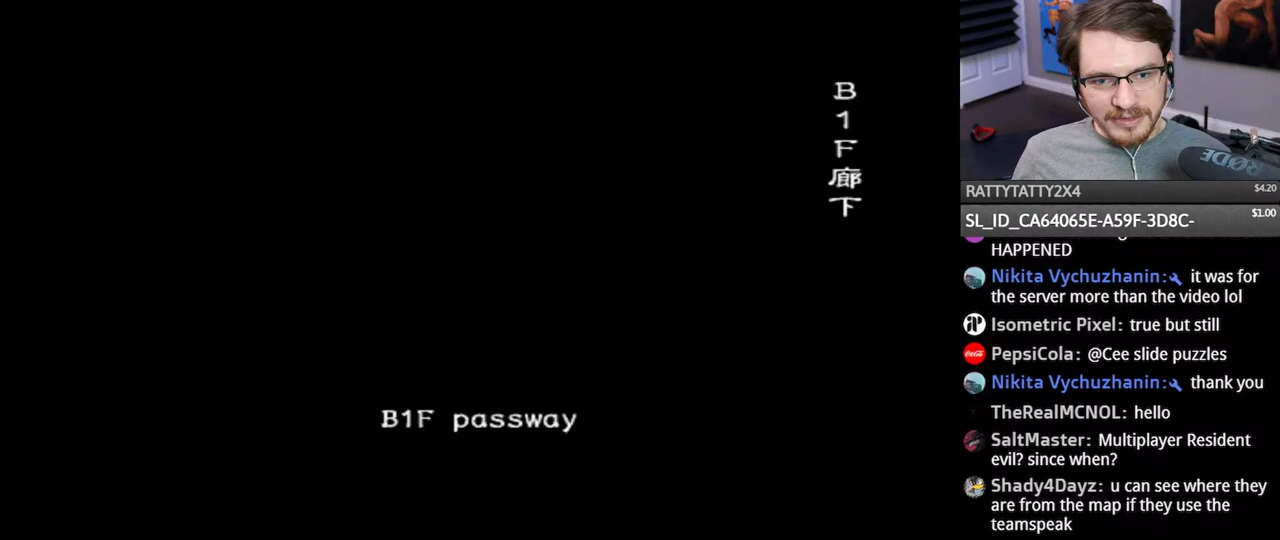 B1F廊下
B1F passway
RØDE
RATTYTATTY2X4 $4.20
SL_ID_CA64065E-A59F-3D8C- $1.00
HAPPENED
Nikita Vychuzhanin: it was for
the server more than the video lol
Isometric Pixel: true but still
PepsiCola: @Cee slide puzzles
Nikita Vychuzhanin: thank you
TheRealMCNOL: hello
SaltMaster: Multiplayer Resident
evil? since when?
Shady4Dayz: u can see where they
are from the map if they use the
teamspeak